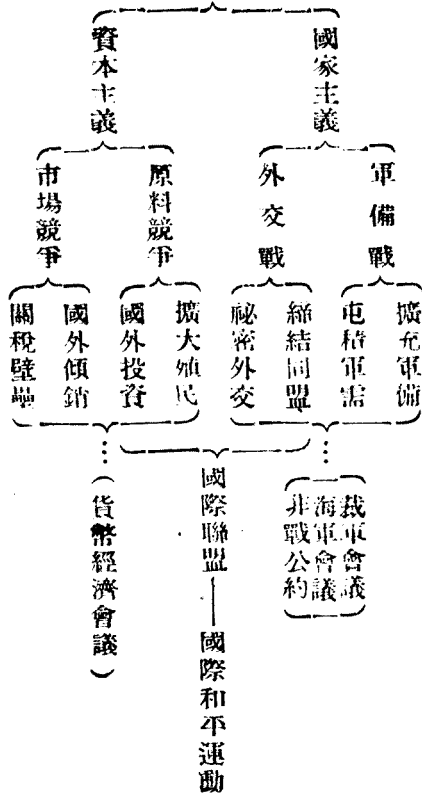 國家主義
資本主義
軍備戰
外交戰
原料競爭
市場競爭
擴充軍備
屯積軍需
締結同盟
祕密外交
擴大殖民
國外投資
國外傾銷
關稅壁壘
裁軍會議
海軍會議
非戰公約
國際聯盟——國際和平運動
(貨幣經濟會議)